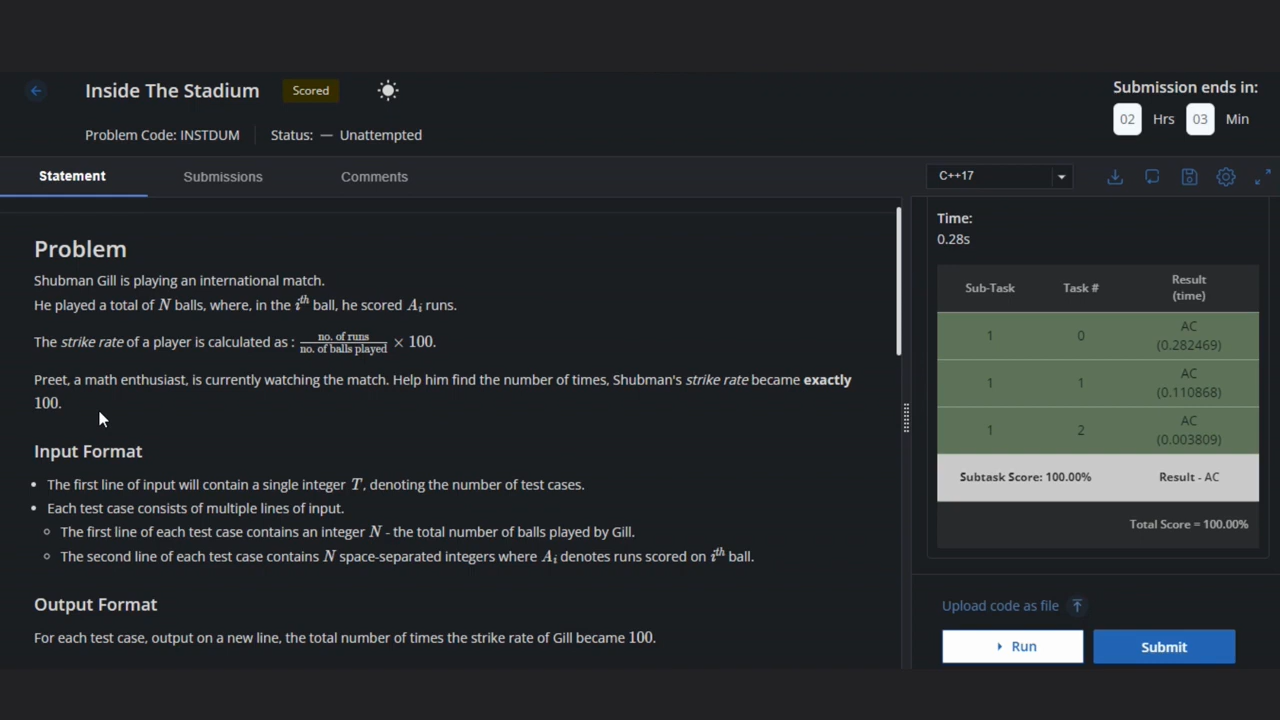 Inside The Stadium
Scored
Submission ends in:
02 Hrs 03 Min
Problem Code: INSTDUM
Status: — Unattempted
Statement
Submissions
Comments
C++17
Problem
Shubman Gill is playing an international match.
He played a total of N balls, where, in the i^th ball, he scored A_i runs.
The strike rate of a player is calculated as : no. of runs / no. of balls played × 100.
Preet, a math enthusiast, is currently watching the match. Help him find the number of times, Shubman's strike rate became exactly
100.
Input Format
• The first line of input will contain a single integer T, denoting the number of test cases.
• Each test case consists of multiple lines of input.
○ The first line of each test case contains an integer N - the total number of balls played by Gill.
○ The second line of each test case contains N space-separated integers where A_i denotes runs scored on i^th ball.
Output Format
For each test case, output on a new line, the total number of times the strike rate of Gill became 100.
Time:
0.28s
Sub-Task Task # Result
(time)
1 0 AC
(0.282469)
1 1 AC
(0.110868)
1 2 AC
(0.003809)
Subtask Score: 100.00% Result - AC
Total Score = 100.00%
Upload code as file
Run
Submit